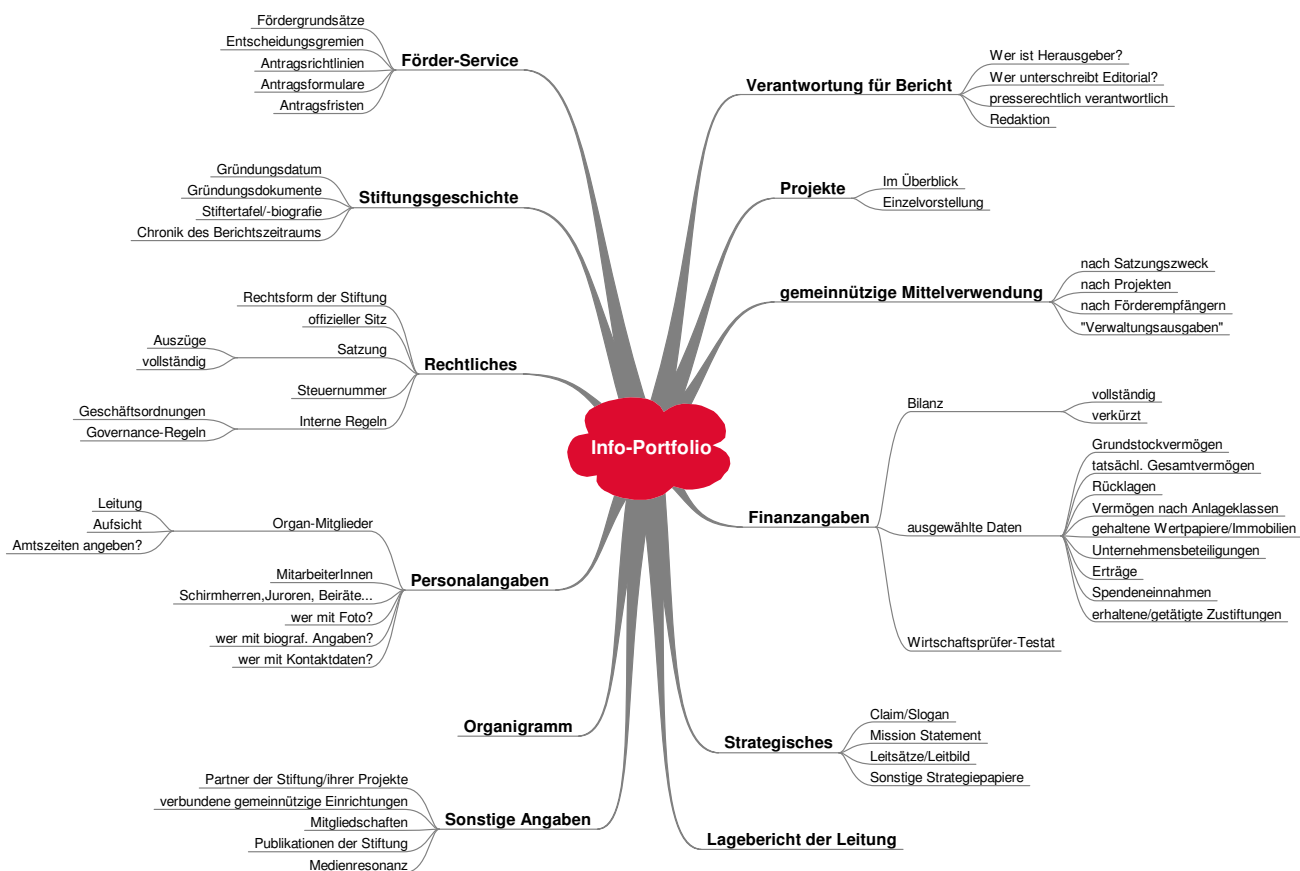 Info-Portfolio
Förder-Service
Fördergrundsätze
Entscheidungsgremien
Antragsrichtlinien
Antragsformulare
Antragsfristen
Stiftungsgeschichte
Gründungsdatum
Gründungsdokumente
Stiftertafel/-biografie
Chronik des Berichtszeitraums
Rechtliches
Rechtsform der Stiftung
offizieller Sitz
Satzung
Auszüge
vollständig
Steuernummer
Interne Regeln
Geschäftsordnungen
Governance-Regeln
Personalangaben
Organ-Mitglieder
Leitung
Aufsicht
Amtszeiten angeben?
MitarbeiterInnen
Schirmherren,Juroren, Beiräte...
wer mit Foto?
wer mit biograf. Angaben?
wer mit Kontaktdaten?
Organigramm
Sonstige Angaben
Partner der Stiftung/ihrer Projekte
verbundene gemeinnützige Einrichtungen
Mitgliedschaften
Publikationen der Stiftung
Medienresonanz
Verantwortung für Bericht
Wer ist Herausgeber?
Wer unterschreibt Editorial?
presserechtlich verantwortlich
Redaktion
Projekte
Im Überblick
Einzelvorstellung
gemeinnützige Mittelverwendung
nach Satzungszweck
nach Projekten
nach Förderempfängern
"Verwaltungsausgaben"
Finanzangaben
Bilanz
vollständig
verkürzt
ausgewählte Daten
Grundstockvermögen
tatsächl. Gesamtvermögen
Rücklagen
Vermögen nach Anlageklassen
gehaltene Wertpapiere/Immobilien
Unternehmensbeteiligungen
Erträge
Spendeneinnahmen
erhaltene/getätigte Zustiftungen
Wirtschaftsprüfer-Testat
Strategisches
Claim/Slogan
Mission Statement
Leitsätze/Leitbild
Sonstige Strategiepapiere
Lagebericht der Leitung